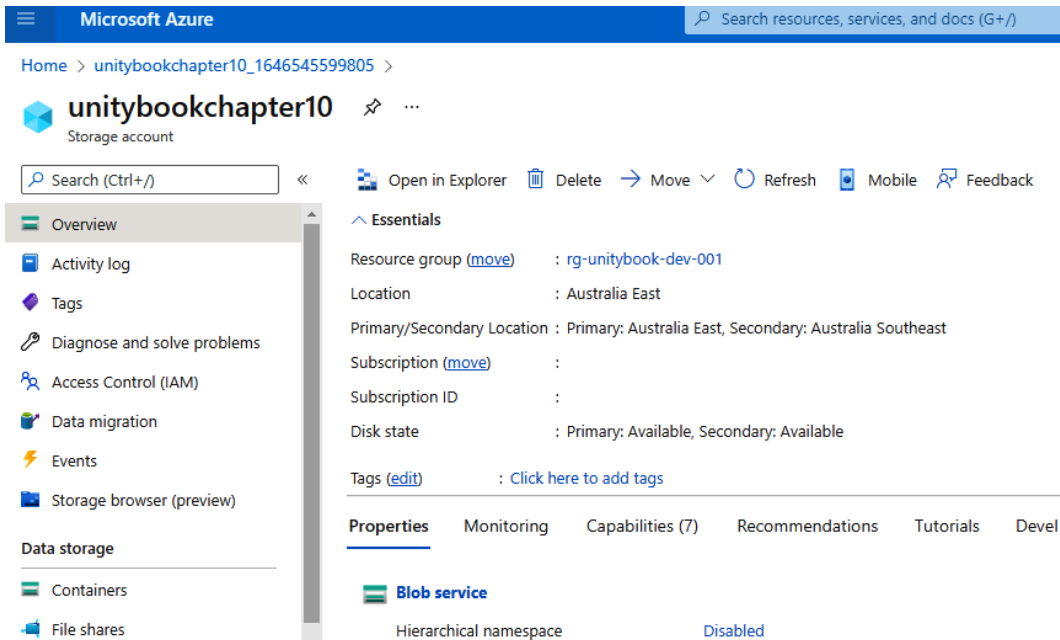 Microsoft Azure
Search resources, services, and docs (G+/)
Home > unitybookchapter10_1646545599805 >
unitybookchapter10 ...
Storage account
Search (Ctrl+/) «
Open in Explorer Delete Move Refresh Mobile Feedback
Overview
Activity log
Tags
Diagnose and solve problems
Access Control (IAM)
Data migration
Events
Storage browser (preview)
Data storage
Containers
File shares
Essentials
Resource group (move) : rg-unitybook-dev-001
Location : Australia East
Primary/Secondary Location : Primary: Australia East, Secondary: Australia Southeast
Subscription (move) :
Subscription ID :
Disk state : Primary: Available, Secondary: Available
Tags (edit) : Click here to add tags
Properties Monitoring Capabilities (7) Recommendations Tutorials Devel
Blob service
Hierarchical namespace Disabled